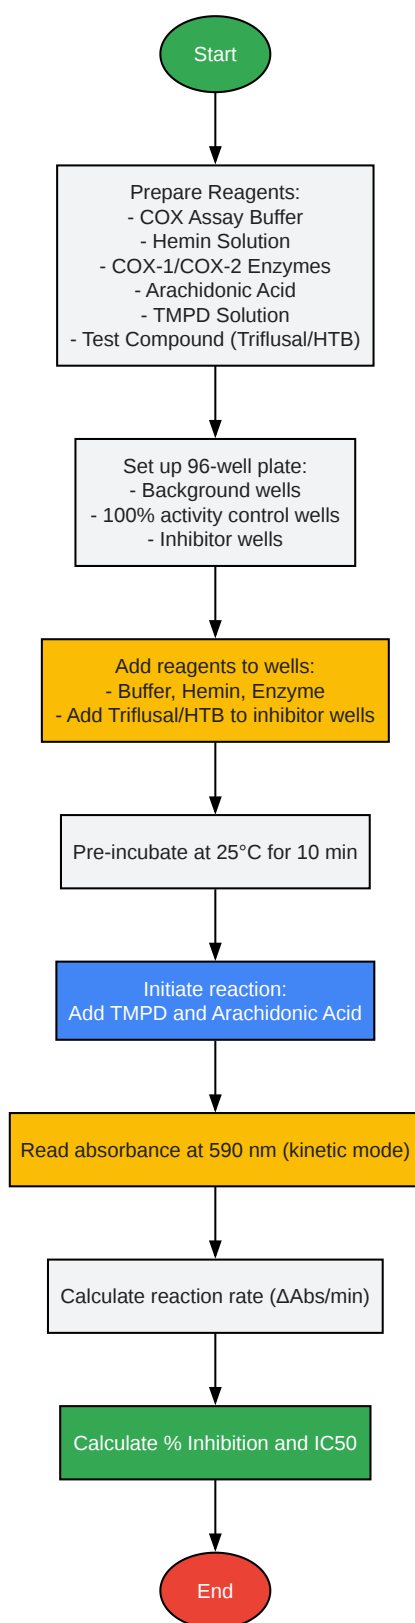 Start
Prepare Reagents:
- COX Assay Buffer
- Hemin Solution
- COX-1/COX-2 Enzymes
- Arachidonic Acid
- TMPD Solution
- Test Compound (Triflusal/HTB)
Set up 96-well plate:
- Background wells
- 100% activity control wells
- Inhibitor wells
Add reagents to wells:
- Buffer, Hemin, Enzyme
- Add Triflusal/HTB to inhibitor wells
Pre-incubate at 25°C for 10 min
Initiate reaction:
Add TMPD and Arachidonic Acid
Read absorbance at 590 nm (kinetic mode)
Calculate reaction rate (ΔAbs/min)
Calculate % Inhibition and IC50
End